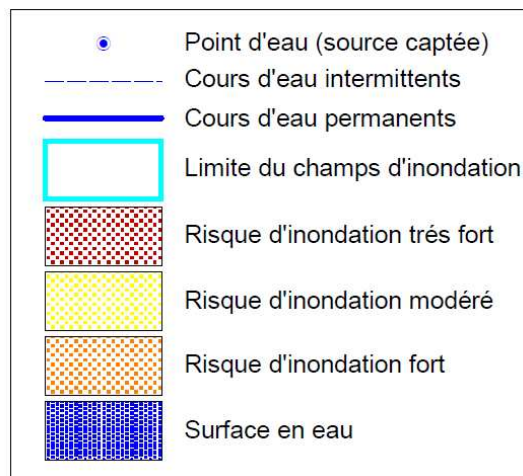 Point d'eau (source captée)
Cours d'eau intermittents
Cours d'eau permanents
Limite du champs d'inondation
Risque d'inondation trés fort
Risque d'inondation modéré
Risque d'inondation fort
Surface en eau